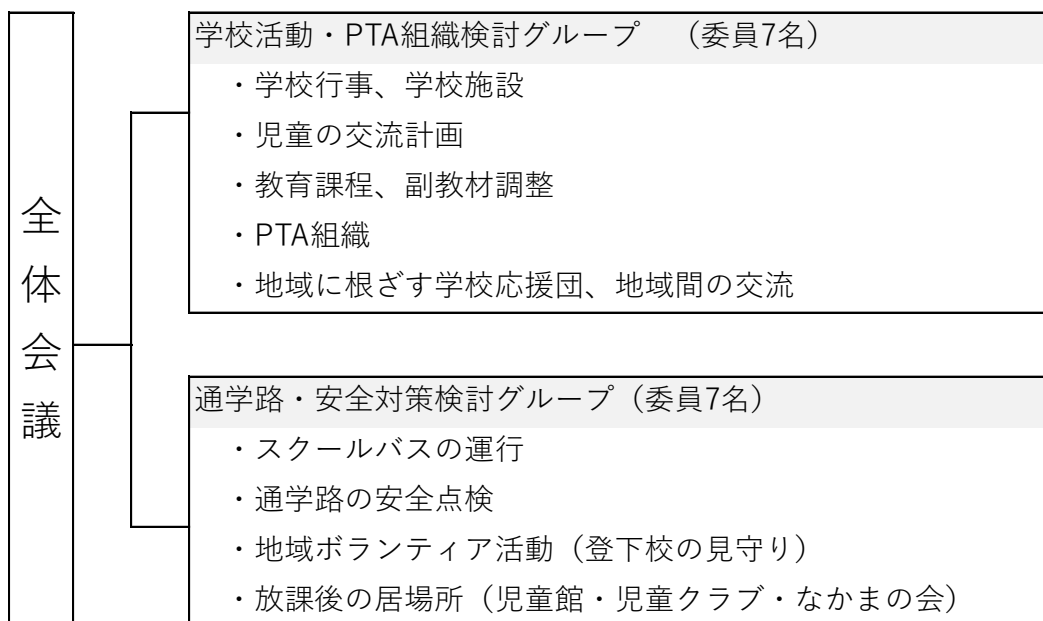 全体会議
学校活動・PTA組織検討グループ　（委員7名）
・学校行事、学校施設
・児童の交流計画
・教育課程、副教材調整
・PTA組織
・地域に根ざす学校応援団、地域間の交流
通学路・安全対策検討グループ（委員7名）
・スクールバスの運行
・通学路の安全点検
・地域ボランティア活動（登下校の見守り）
・放課後の居場所（児童館・児童クラブ・なかまの会）